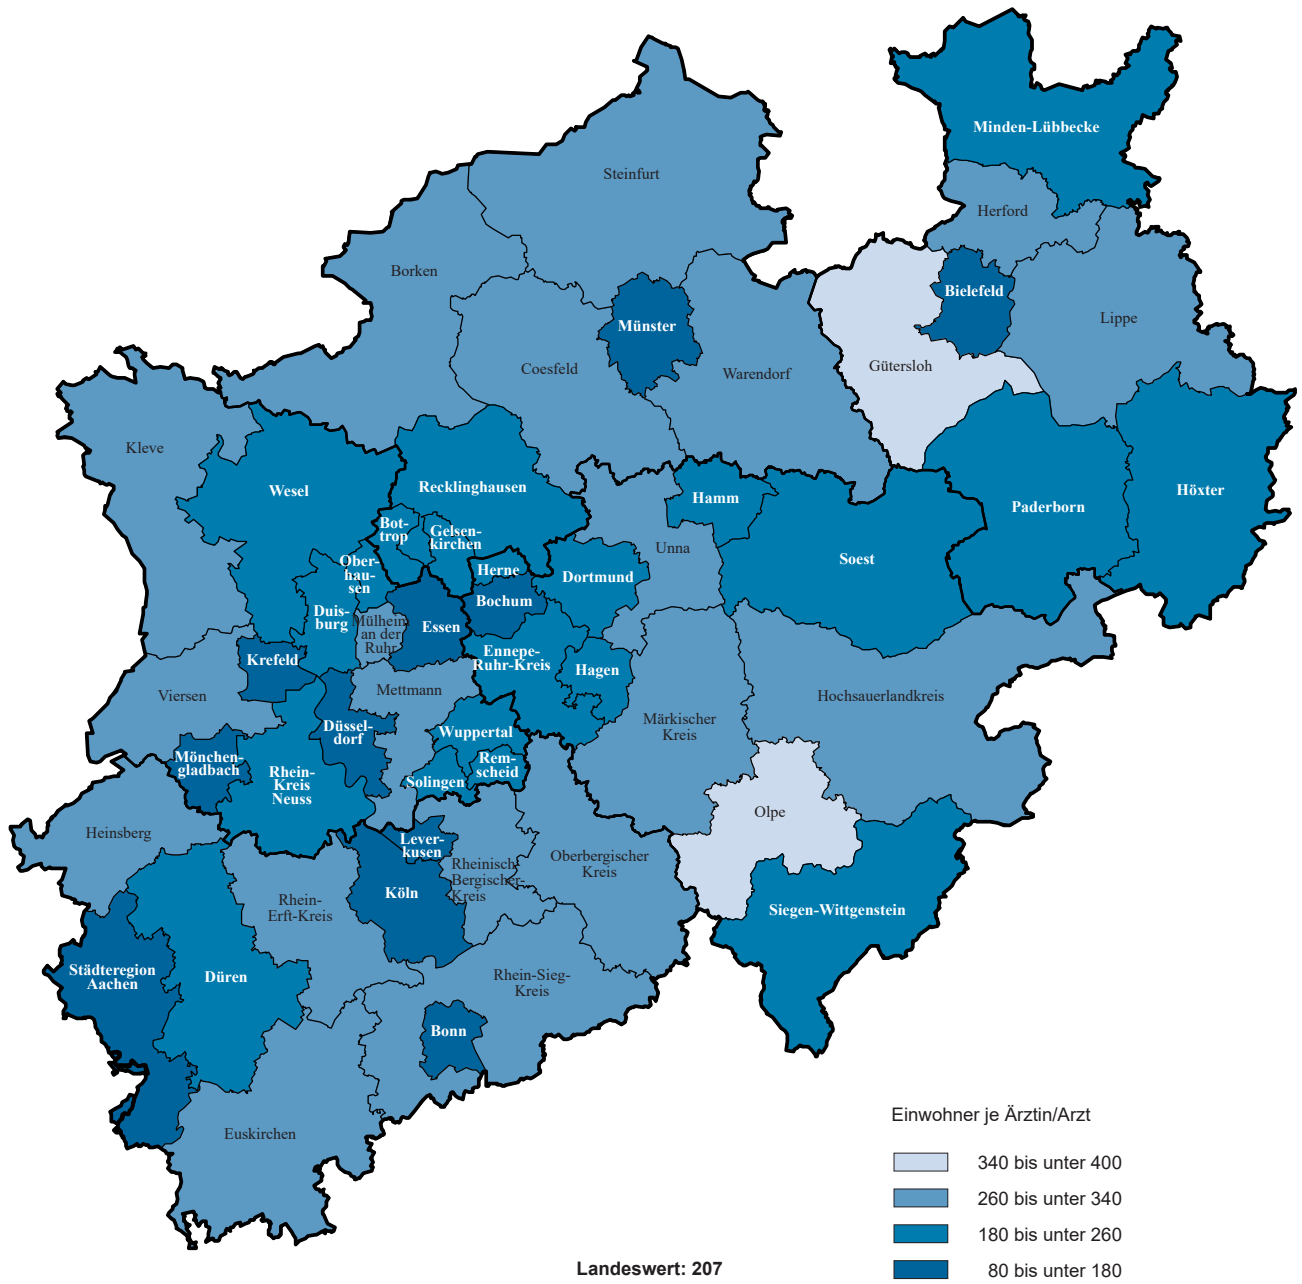 Minden-Lübbecke
Steinfurt
Herford
Borken
Bielefeld
Münster
Lippe
Coesfeld
Warendorf
Gütersloh
Kleve
Wesel
Recklinghausen
Hamm
Höxter
Paderborn
Bot-
trop
Gelsen-
kirchen
Unna
Soest
Ober-
hau-
sen
Herne
Dortmund
Bochum
Duis-
burg
Mülheim
an der
Ruhr
Essen
Krefeld
Ennepe-
Ruhr-Kreis
Hagen
Viersen
Mettmann
Hochsauerlandkreis
Märkischer
Kreis
Düssel-
dorf
Wuppertal
Mönchen-
gladbach
Rem-
scheid
Rhein-
Kreis
Neuss
Solingen
Olpe
Heinsberg
Lever-
kusen
Rheinisch-
Bergischer-
Kreis
Oberbergischer
Kreis
Köln
Rhein-
Erft-Kreis
Siegen-Wittgenstein
Städteregion
Aachen
Düren
Rhein-Sieg-
Kreis
Bonn
Euskirchen
Einwohner je Ärztin/Arzt
340 bis unter 400
260 bis unter 340
180 bis unter 260
80 bis unter 180
Landeswert: 207